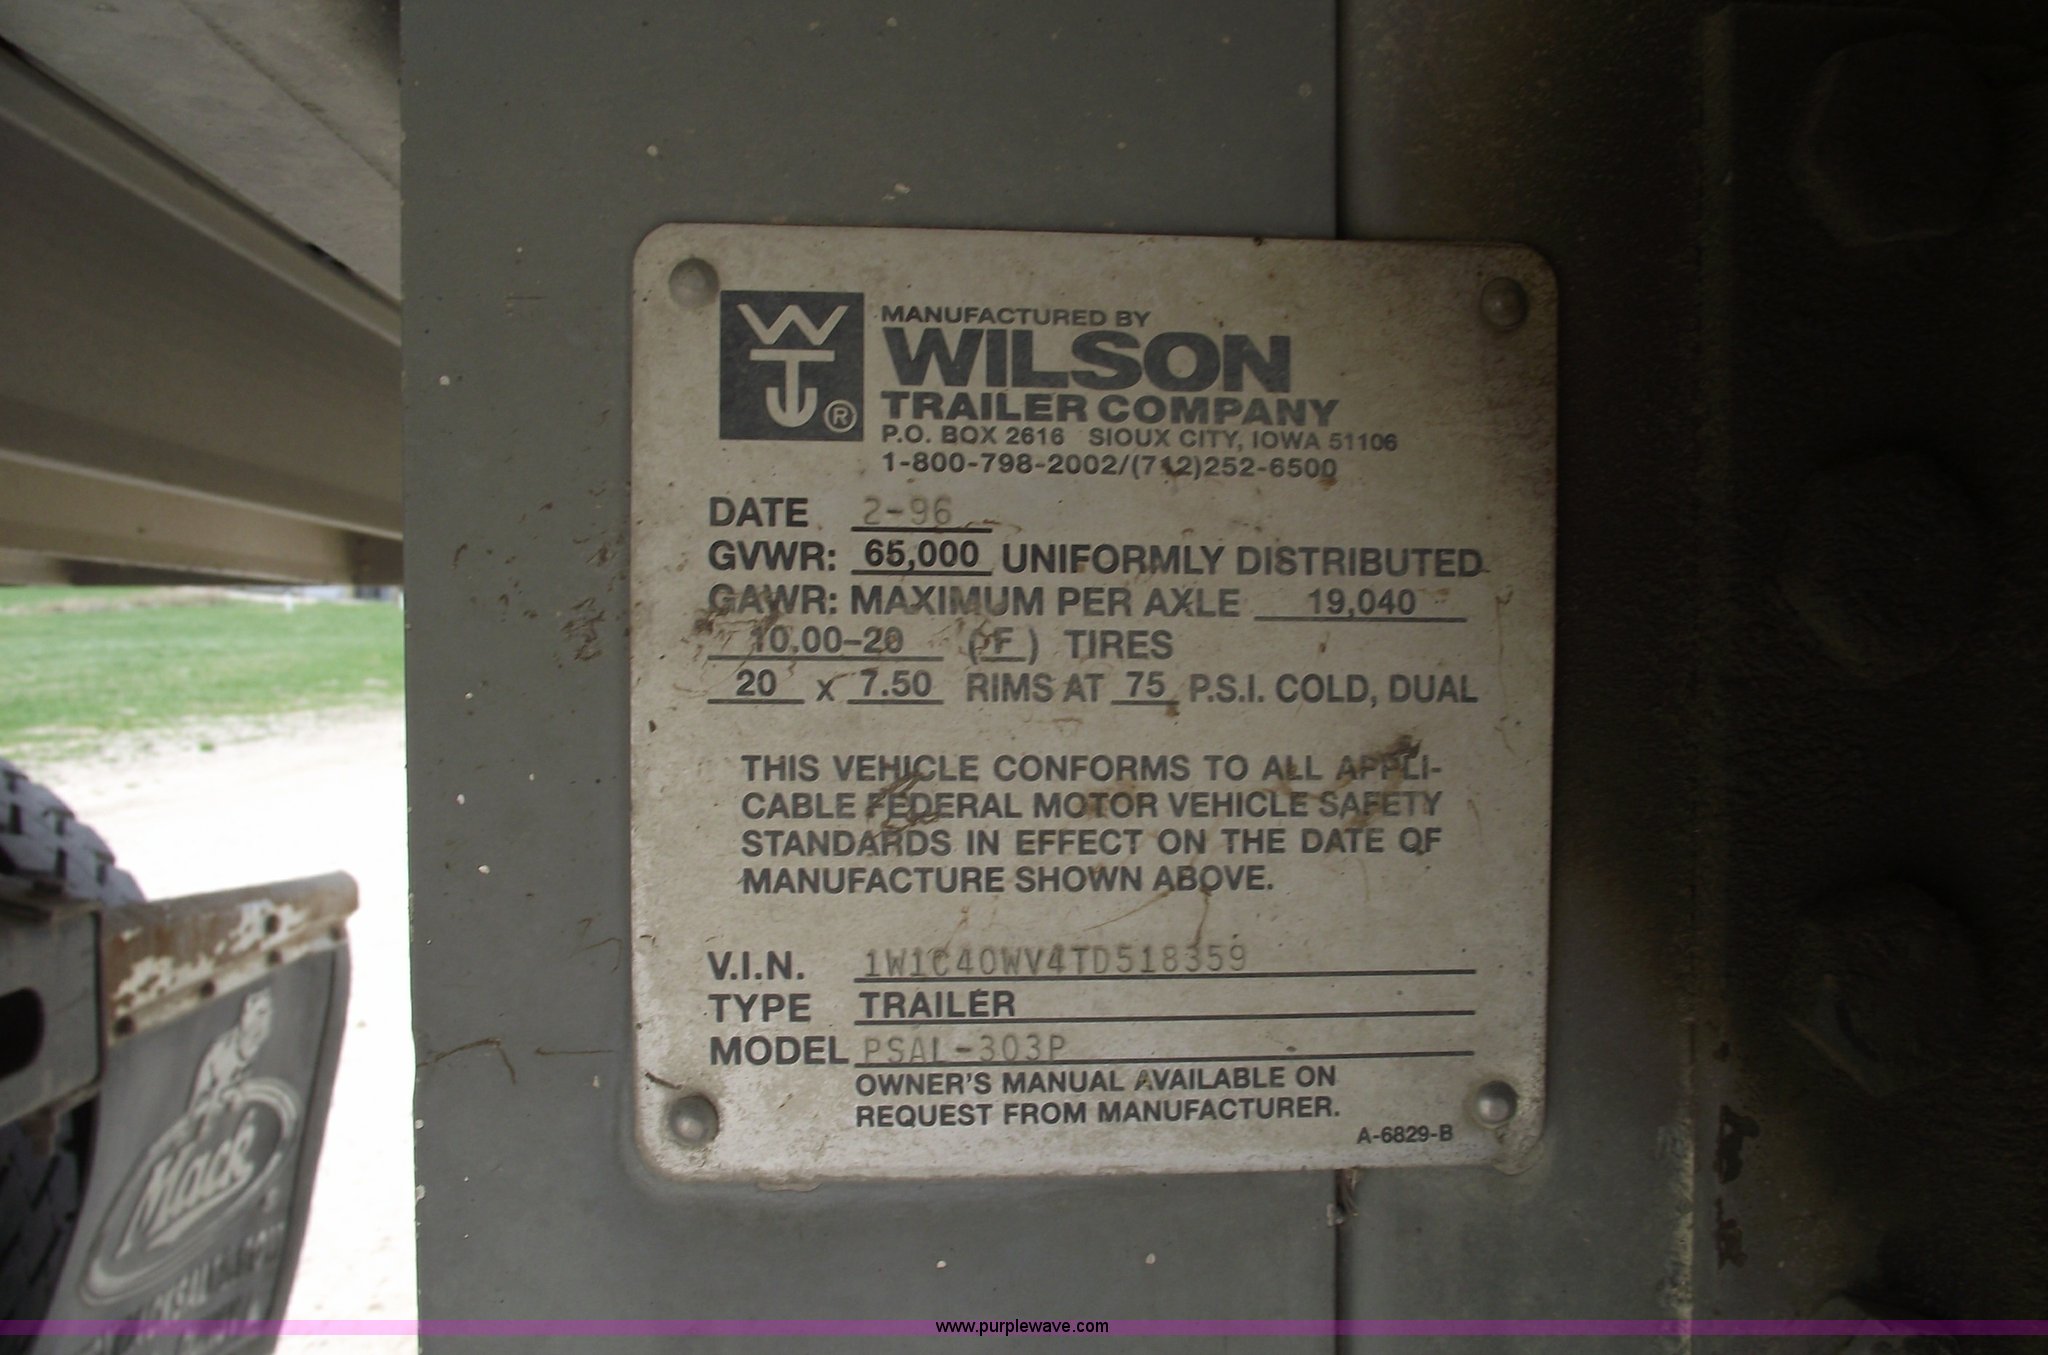 WT®
MANUFACTURED BY
WILSON
TRAILER COMPANY
P.O. BOX 2616 SIOUX CITY, IOWA 51106
1-800-798-2002/(712)252-6500
DATE 2-96
GVWR: 65,000 UNIFORMLY DISTRIBUTED
GAWR: MAXIMUM PER AXLE 19,040
10.00-20 (F) TIRES
20 x 7.50 RIMS AT 75 P.S.I. COLD, DUAL
THIS VEHICLE CONFORMS TO ALL APPLI-
CABLE FEDERAL MOTOR VEHICLE SAFETY
STANDARDS IN EFFECT ON THE DATE OF
MANUFACTURE SHOWN ABOVE.
V.I.N. 1W1C40WV4TD518359
TYPE TRAILER
MODEL PSAL-303P
OWNER'S MANUAL AVAILABLE ON
REQUEST FROM MANUFACTURER.
A-6829-B
Mack
www.purplewave.com